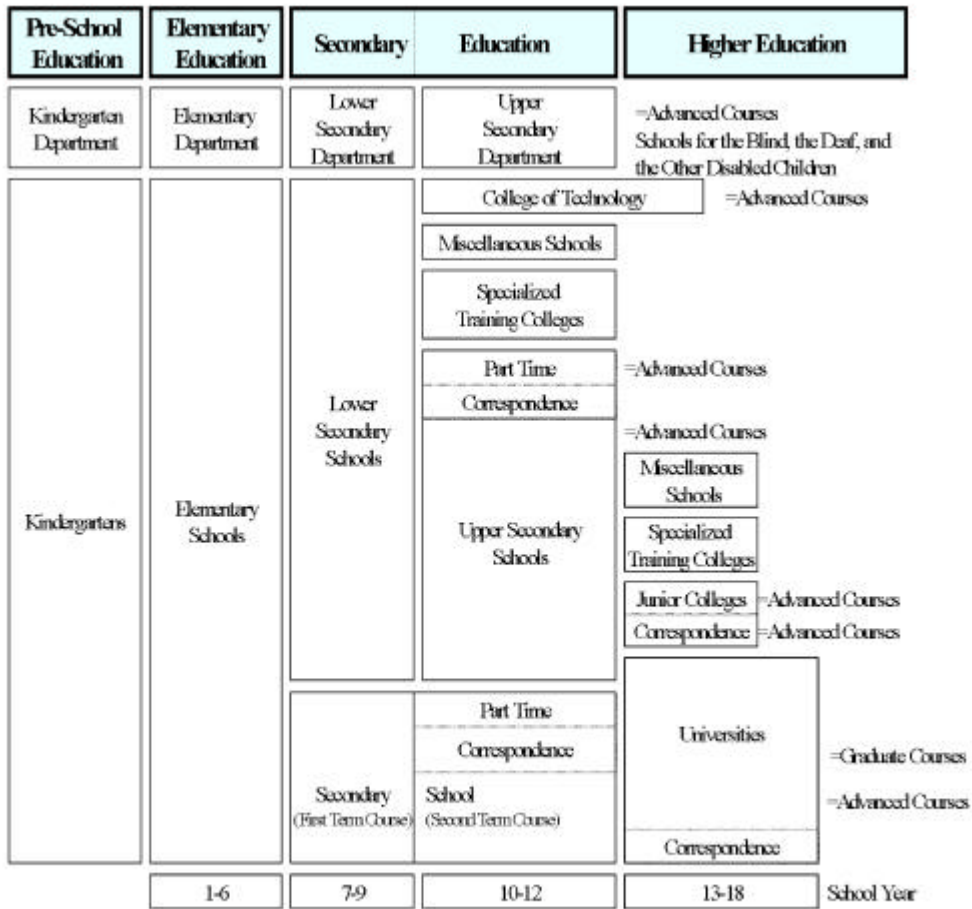 Pre-School
Education
Elementary
Education
Secondary Education
Higher Education
Kindergarten
Department
Elementary
Department
Lower
Secondary
Department
Upper
Secondary
Department
=Advanced Courses
Schools for the Blind, the Deaf, and
the Other Disabled Children
College of Technology
=Advanced Courses
Miscellaneous Schools
Specialized
Training Colleges
Part Time
=Advanced Courses
Correspondence
Lower
Secondary
Schools
=Advanced Courses
Miscellaneous
Schools
Kindergartens
Elementary
Schools
Upper Secondary
Schools
Specialized
Training Colleges
Junior Colleges
=Advanced Courses
Correspondence
=Advanced Courses
Part Time
Correspondence
Universities
=Graduate Courses
=Advanced Courses
Secondary
(First Term Course)
School
(Second Term Course)
Correspondence
1-6
7-9
10-12
13-18
School Year